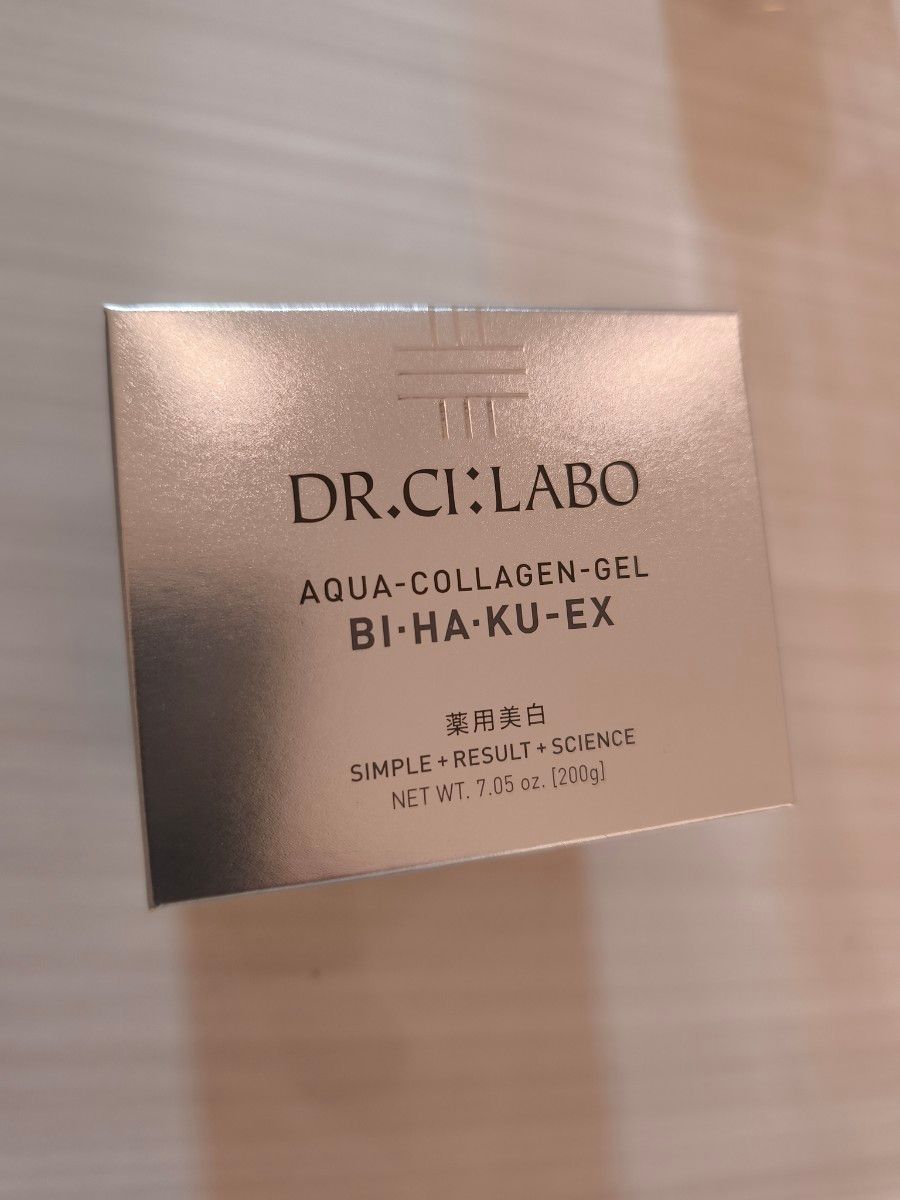 DR.CI:LABO
AQUA-COLLAGEN-GEL
BI·HA·KU-EX
薬用美白
SIMPLE+RESULT+SCIENCE
NET WT. 7.05 oz. [200g]